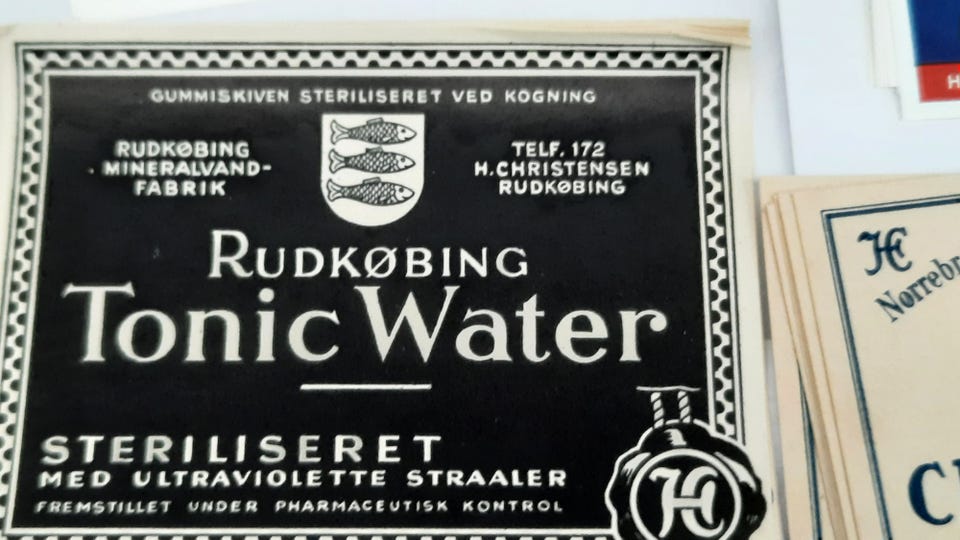 GUMMISKIVEN STERILISERET VED KOGNING
RUDKØBING
MINERALVAND-
FABRIK
TELF. 172
H. CHRISTENSEN
RUDKØBING
RUDKØBING
Tonic Water
STERILISERET
MED ULTRAVIOLETTE STRAALER
FREMSTILLET UNDER PHARMACEUTISK KONTROL
HC
H
HC